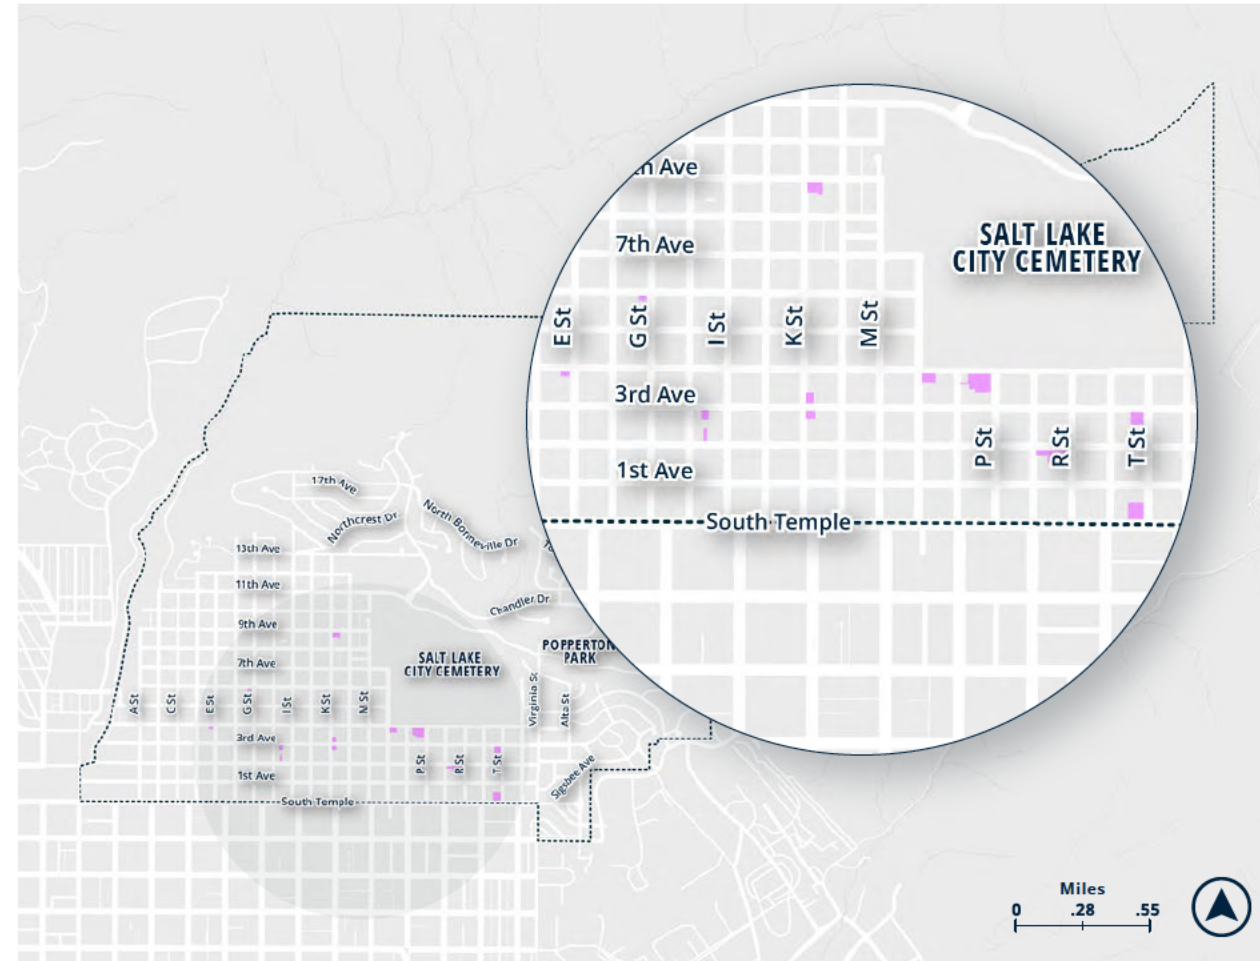 7th Ave
SALT LAKE
CITY CEMETERY
E St
G St
I St
K St
M St
3rd Ave
P St
R St
T St
1st Ave
South Temple
17th Ave
Northcrest Dr
North Bonneville Dr
13th Ave
11th Ave
Chandler Dr
9th Ave
7th Ave
SALT LAKE
CITY CEMETERY
POPPERTON
PARK
A St
C St
E St
G St
I St
K St
M St
Virginia St
Alta St
3rd Ave
P St
R St
T St
1st Ave
Sigsbee Ave
South Temple
Miles
0 .28 .55